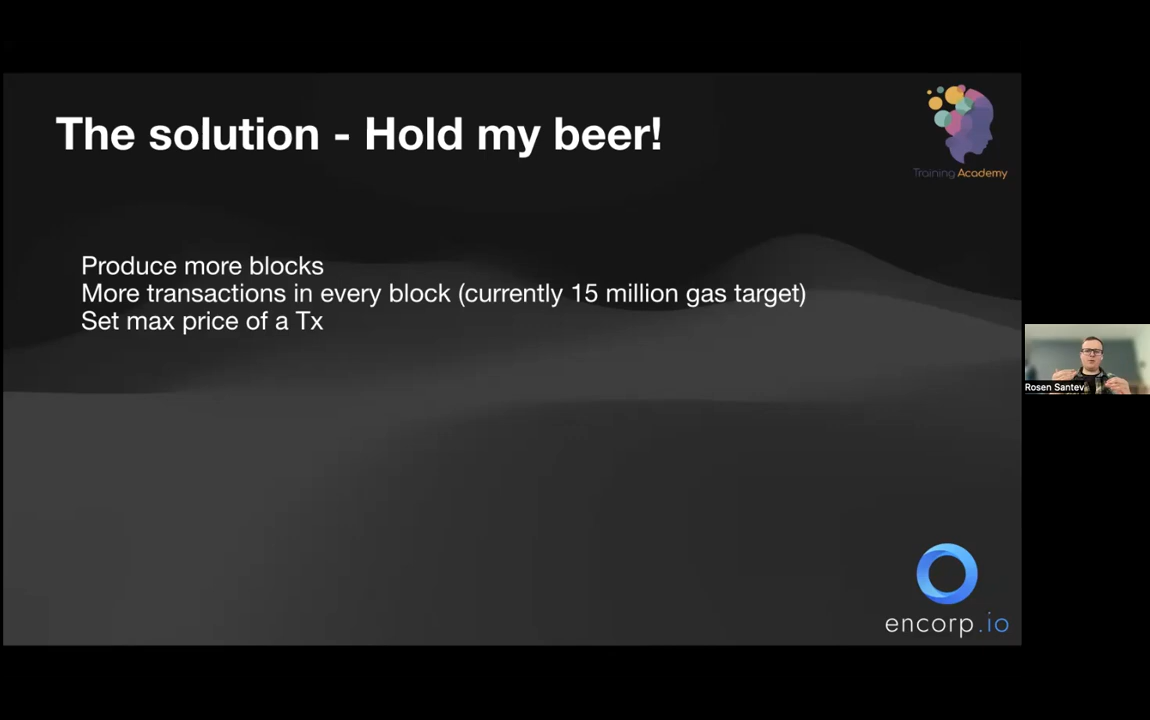 The solution - Hold my beer!
Training Academy
Produce more blocks
More transactions in every block (currently 15 million gas target)
Set max price of a Tx
Rosen Santev
encorp.io